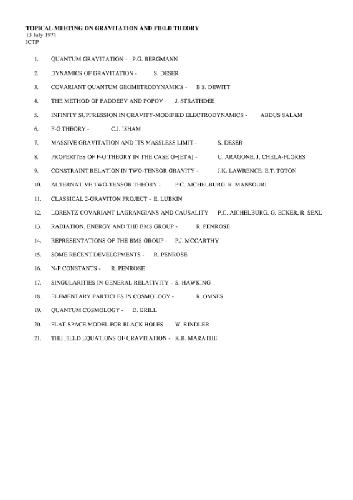 TOPICAL MEETING ON GRAVITATION AND FIELD THEORY
13 July 1971
ICTP
1. QUANTUM GRAVITATION - P.G. BERGMANN
2. DYNAMICS OF GRAVITATION - S. DESER
3. COVARIANT QUANTUM GEOMETRODYNAMICS - B.S. DEWITT
4. THE METHOD OF FADDEEV AND POPOV - J. STRATHDEE
5. INFINITY SUPPRESSION IN GRAVITY-MODIFIED ELECTRODYNAMICS - ABDUS SALAM
6. THEORY - C.J. ISHAM
7. MASSIVE GRAVITATION AND ITS MASSLESS LIMIT - S. DESER
8. PROPERTIES OF THEORY IN THE CASE - C. ARAGONE, J. CHELA-FLORES
9. CONSTRAINT RELATION IN TWO-TENSOR GRAVITY - J.K. LAWRENCE, E.T. TOTON
10. ALTERNATIVE TWO-TENSOR THEORY - P.C. AICHELBURG, R. MANSOURI
11. CLASSICAL 2-GRAVITON PROJECT - E. LUBKIN
12. LORENTZ COVARIANT LAGRANGIANS AND CAUSALITY - P.C. AICHELBURG, G. ECKER, R. SEXL
13. RADIATION, ENERGY AND THE BMS GROUP - R. PENROSE
14. REPRESENTATIONS OF THE BMS GROUP - P.J. MCCARTHY
15. SOME RECENT DEVELOPMENTS - R. PENROSE
16. N-P CONSTANTS - R. PENROSE
17. SINGULARITIES IN GENERAL RELATIVITY - S. HAWKING
18. ELEMENTARY PARTICLES IN COSMOLOGY - R. OMNES
19. QUANTUM COSMOLOGY - D. BRILL
20. FLAT SPACE MODEL FOR BLACK HOLES - W. RINDLER
21. THE FIELD EQUATIONS OF GRAVITATION - K.B. MARATHE